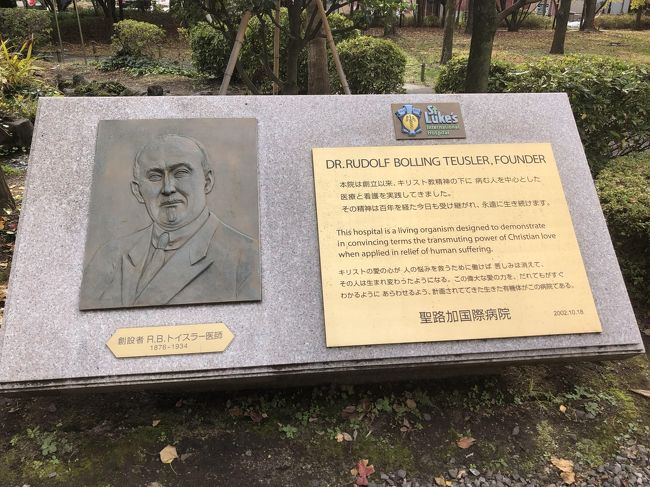 St. Luke's
International
Hospital
DR.RUDOLF BOLLING TEUSLER, FOUNDER
本院は創立以来、キリスト教精神の下に 病む人を中心とした
医療と看護を実践してきました。
その精神は百年を経た今日も受け継がれ、永遠に生き続けます。
This hospital is a living organism designed to demonstrate
in convincing terms the transmuting power of Christian love
when applied in relief of human suffering.
キリストの愛の心が 人の悩みを救うために働けば 苦しみは消えて、
その人は生まれ変わったようになる。この偉大な愛の力を、だれでもがすぐ
わかるように あらわせるよう、計画されてできた生きた有機体がこの病院である。
聖路加国際病院
2002.10.18
創設者 R.B.トイスラー医師
1876-1934